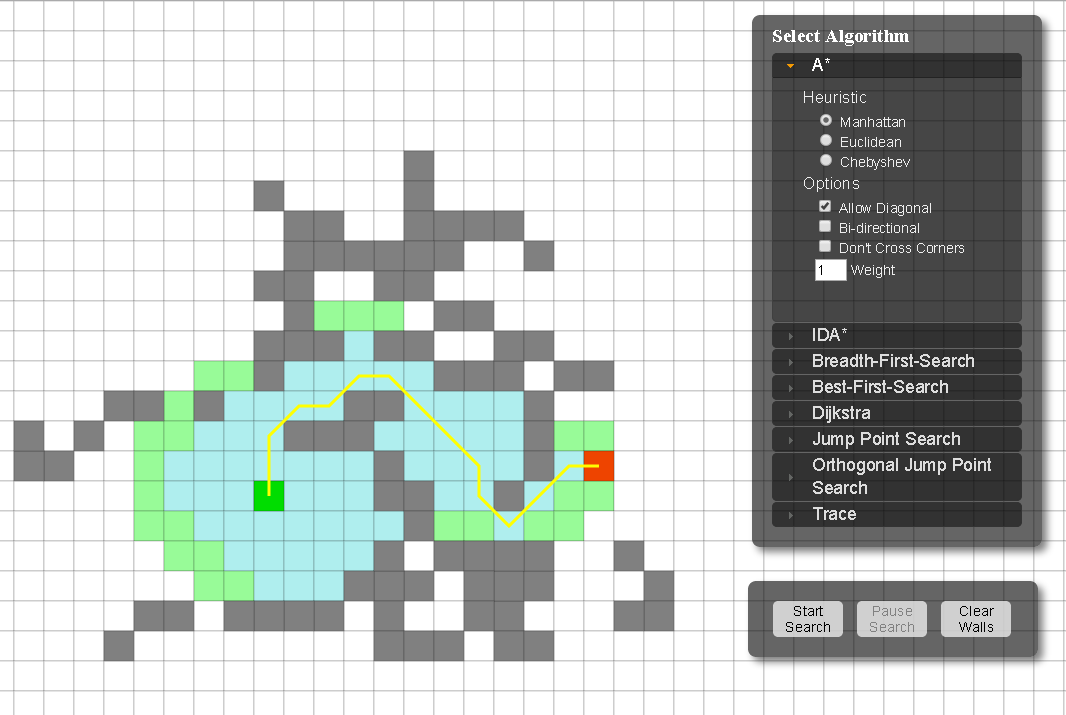 Select Algorithm
A*
Heuristic
Manhattan
Euclidean
Chebyshev
Options
Allow Diagonal
Bi-directional
Don't Cross Corners
1 Weight
IDA*
Breadth-First-Search
Best-First-Search
Dijkstra
Jump Point Search
Orthogonal Jump Point
Search
Trace
Start
Search
Pause
Search
Clear
Walls